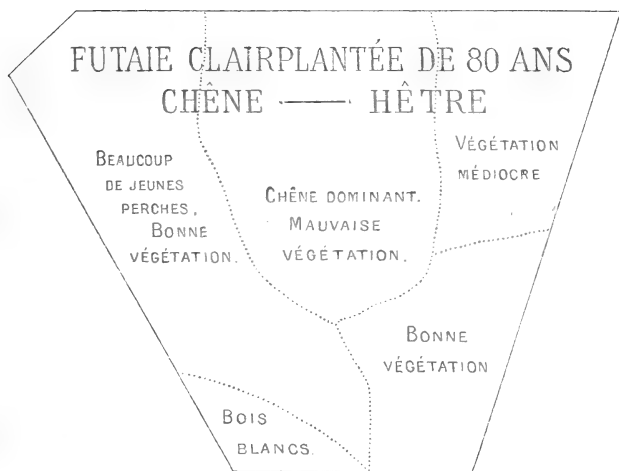 FUTAIE CLAIRPLANTÉE DE 80 ANS
CHÊNE — HÊTRE
BEAUCOUP
DE JEUNES
PERCHES,
BONNE
VÉGÉTATION.
CHÊNE DOMINANT.
MAUVAISE
VÉGÉTATION.
VÉGÉTATION
MÉDIOCRE
BONNE
VÉGÉTATION
BOIS
BLANCS.